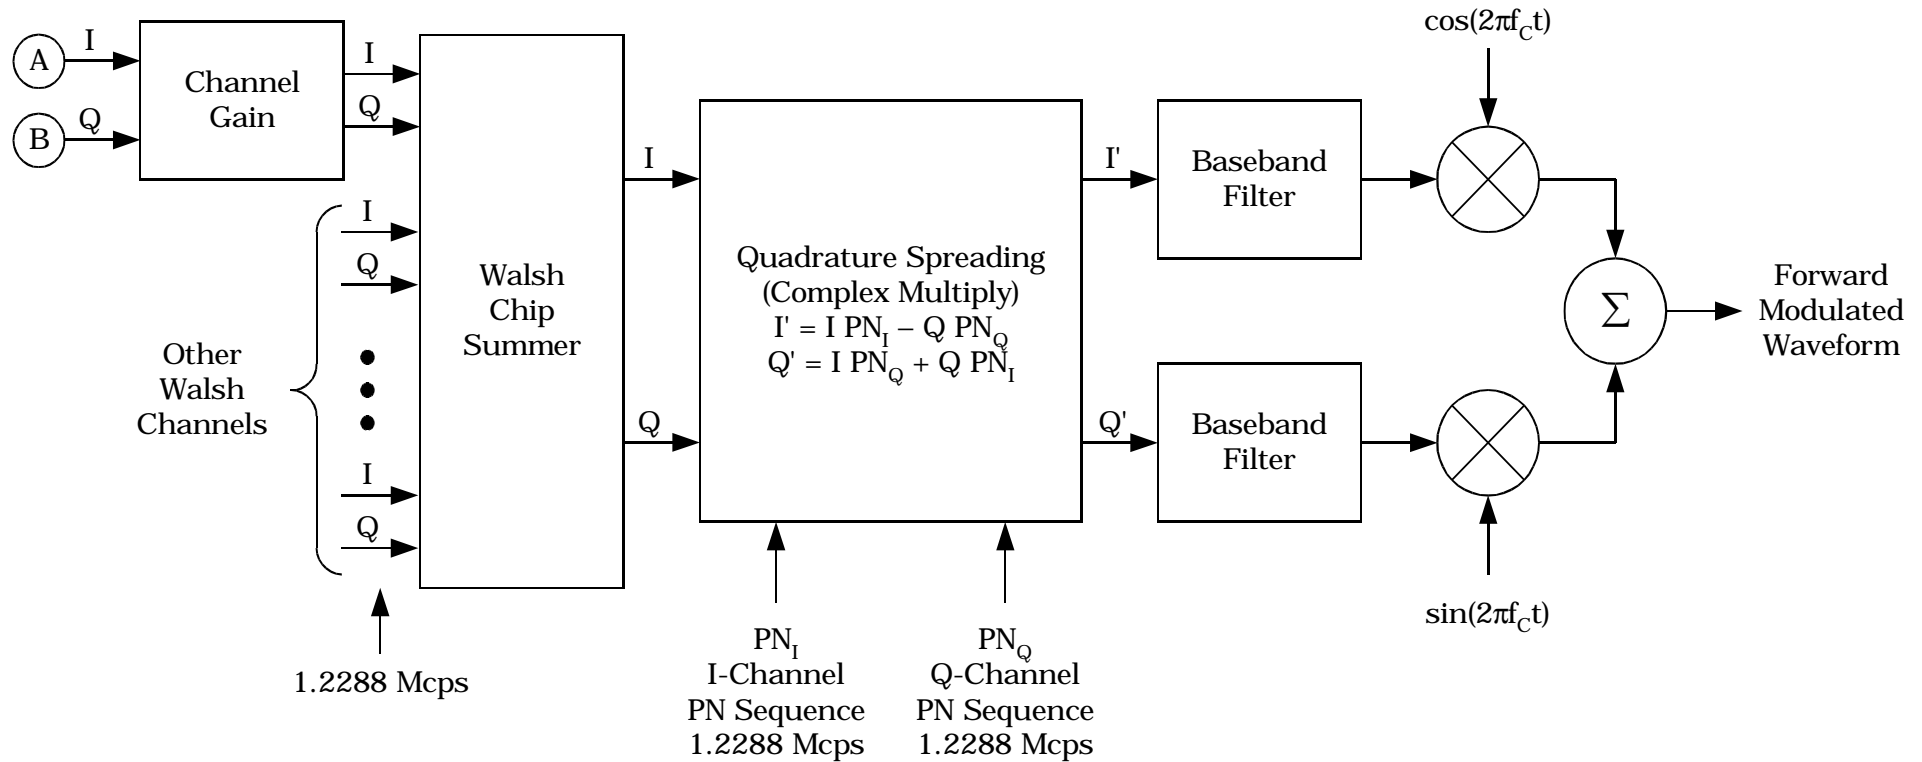 A
I
B
Q
Channel
Gain
I
Q
Other
Walsh
Channels
I
Q
I
Q
1.2288 Mcps
Walsh
Chip
Summer
I
Q
Quadrature Spreading
(Complex Multiply)
I' = I PN_I – Q PN_Q
Q' = I PN_Q + Q PN_I
PN_I
I-Channel
PN Sequence
1.2288 Mcps
PN_Q
Q-Channel
PN Sequence
1.2288 Mcps
I'
Q'
Baseband
Filter
Baseband
Filter
cos(2πf_Ct)
sin(2πf_Ct)
Σ
Forward
Modulated
Waveform